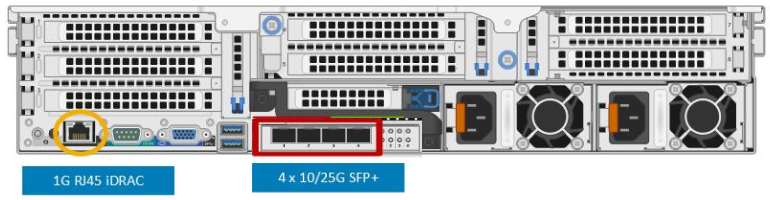 1G RJ45 iDRAC
4 x 10/25G SFP+